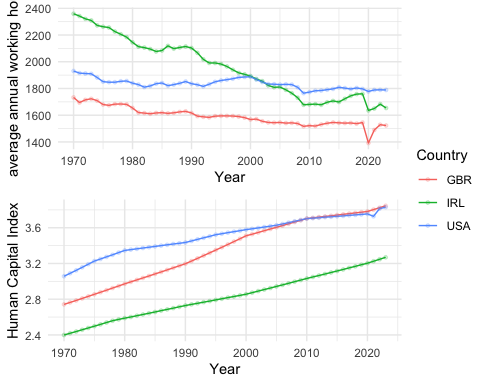 average annual working ho
2400
2200
2000
1800
1600
1400
1970 1980 1990 2000 2010 2020
Year
Human Capital Index
3.6
3.2
2.8
2.4
1970 1980 1990 2000 2010 2020
Year
Country
GBR
IRL
USA